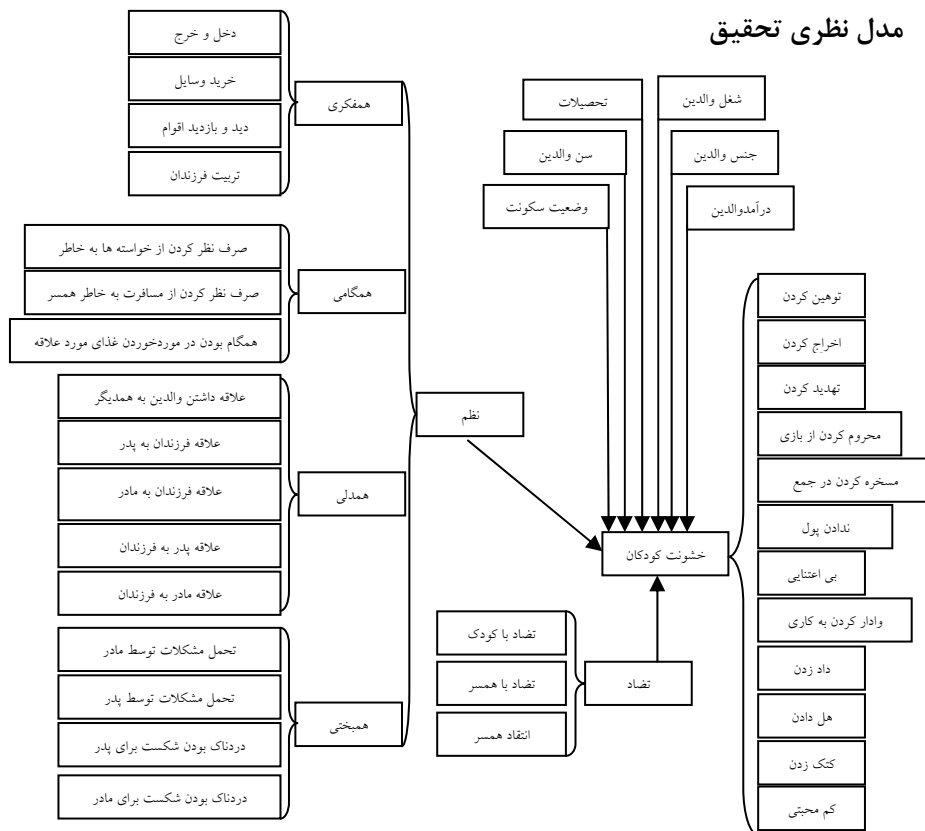 مدل نظری تحقیق
شغل والدین
تحصیلات
جنس والدین
سن والدین
درآمدوالدین
وضعیت سکونت
دخل و خرج
خرید وسایل
دید و بازدید اقوام
تربیت فرزندان
همفکری
صرف نظر کردن از خواسته ها به خاطر
صرف نظر کردن از مسافرت به خاطر همسر
همگام بودن در موردخوردن غذای مورد علاقه
همگامی
علاقه داشتن والدین به همدیگر
علاقه فرزندان به پدر
علاقه فرزندان به مادر
علاقه پدر به فرزندان
علاقه مادر به فرزندان
همدلی
تحمل مشکلات توسط مادر
تحمل مشکلات توسط پدر
دردناک بودن شکست برای پدر
دردناک بودن شکست برای مادر
همبختی
نظم
خشونت کودکان
تضاد با کودک
تضاد با همسر
انتقاد همسر
تضاد
توهین کردن
اخراج کردن
تهدید کردن
محروم کردن از بازی
مسخره کردن در جمع
ندادن پول
بی اعتنایی
وادار کردن به کاری
داد زدن
هل دادن
کتک زدن
کم محبتی